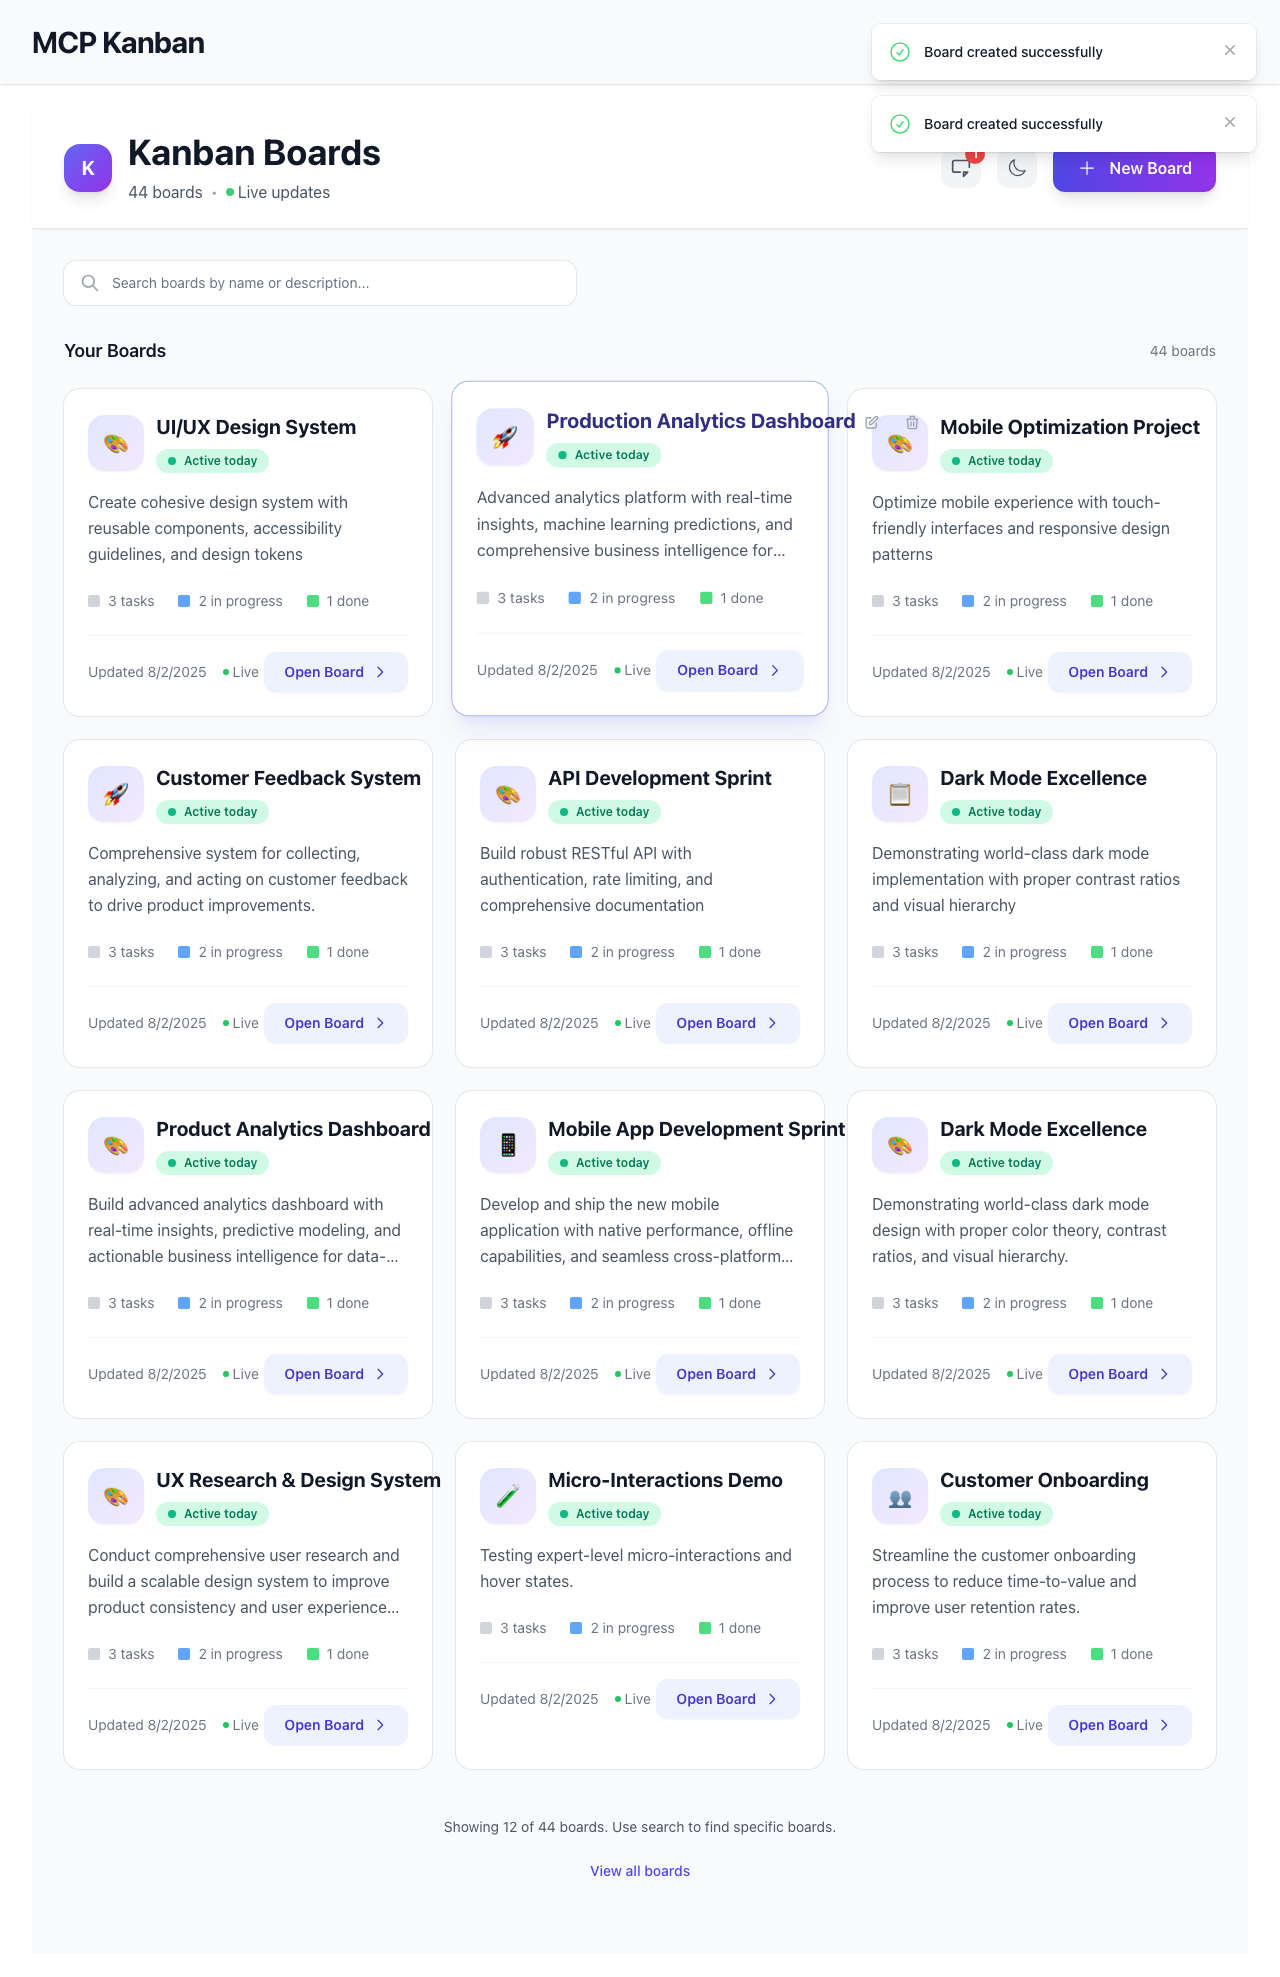 MCP Kanban
Board created successfully
Board created successfully
K
Kanban Boards
44 boards • Live updates
New Board
Search boards by name or description...
Your Boards
44 boards
UI/UX Design System
Active today
Create cohesive design system with
reusable components, accessibility
guidelines, and design tokens
3 tasks 2 in progress 1 done
Updated 8/2/2025 Live Open Board
Production Analytics Dashboard
Active today
Advanced analytics platform with real-time
insights, machine learning predictions, and
comprehensive business intelligence for...
3 tasks 2 in progress 1 done
Updated 8/2/2025 Live Open Board
Mobile Optimization Project
Active today
Optimize mobile experience with touch-
friendly interfaces and responsive design
patterns
3 tasks 2 in progress 1 done
Updated 8/2/2025 Live Open Board
Customer Feedback System
Active today
Comprehensive system for collecting,
analyzing, and acting on customer feedback
to drive product improvements.
3 tasks 2 in progress 1 done
Updated 8/2/2025 Live Open Board
API Development Sprint
Active today
Build robust RESTful API with
authentication, rate limiting, and
comprehensive documentation
3 tasks 2 in progress 1 done
Updated 8/2/2025 Live Open Board
Dark Mode Excellence
Active today
Demonstrating world-class dark mode
implementation with proper contrast ratios
and visual hierarchy
3 tasks 2 in progress 1 done
Updated 8/2/2025 Live Open Board
Product Analytics Dashboard
Active today
Build advanced analytics dashboard with
real-time insights, predictive modeling, and
actionable business intelligence for data-...
3 tasks 2 in progress 1 done
Updated 8/2/2025 Live Open Board
Mobile App Development Sprint
Active today
Develop and ship the new mobile
application with native performance, offline
capabilities, and seamless cross-platform...
3 tasks 2 in progress 1 done
Updated 8/2/2025 Live Open Board
Dark Mode Excellence
Active today
Demonstrating world-class dark mode
design with proper color theory, contrast
ratios, and visual hierarchy.
3 tasks 2 in progress 1 done
Updated 8/2/2025 Live Open Board
UX Research & Design System
Active today
Conduct comprehensive user research and
build a scalable design system to improve
product consistency and user experience...
3 tasks 2 in progress 1 done
Updated 8/2/2025 Live Open Board
Micro-Interactions Demo
Active today
Testing expert-level micro-interactions and
hover states.
3 tasks 2 in progress 1 done
Updated 8/2/2025 Live Open Board
Customer Onboarding
Active today
Streamline the customer onboarding
process to reduce time-to-value and
improve user retention rates.
3 tasks 2 in progress 1 done
Updated 8/2/2025 Live Open Board
Showing 12 of 44 boards. Use search to find specific boards.
View all boards